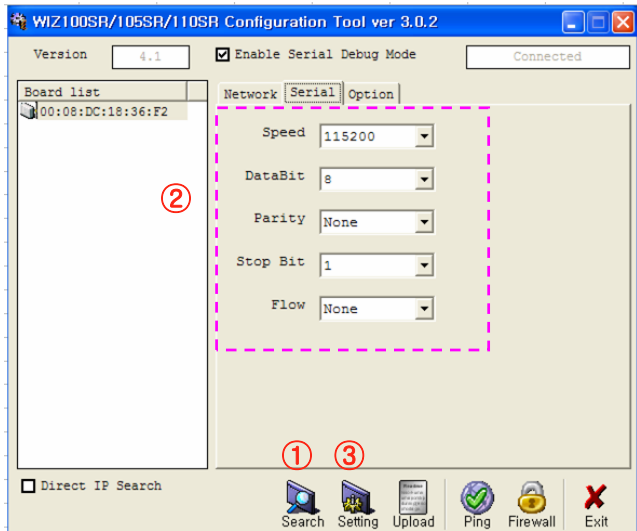 WIZ100SR/105SR/110SR Configuration Tool ver 3.0.2
Version 4.1 Enable Serial Debug Mode Connected
Board list
00:08:DC:18:36:F2
Network Serial Option
Speed 115200
DataBit 8
②
Parity None
Stop Bit 1
Flow None
① ③
Direct IP Search
Search Setting Upload Ping Firewall Exit